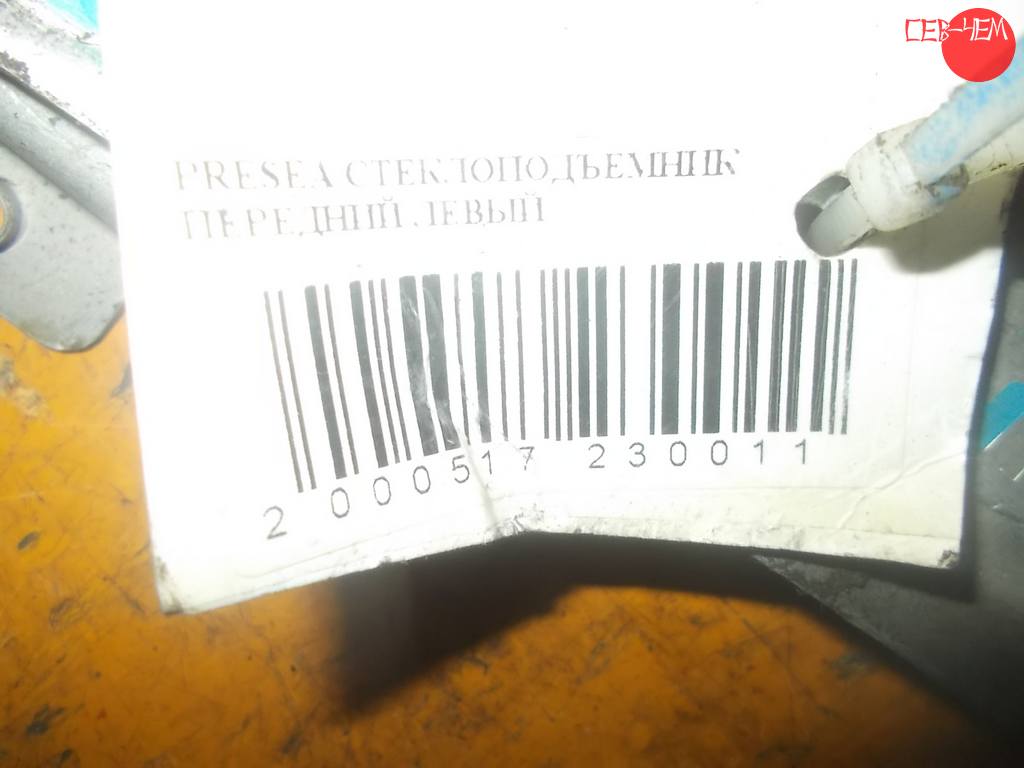 СЕВ-ЧЕМ
PRESEA СТЕКЛОПОДЪЕМНИК
ПЕРЕДНИЙ ЛЕВЫЙ
2 000517 230011